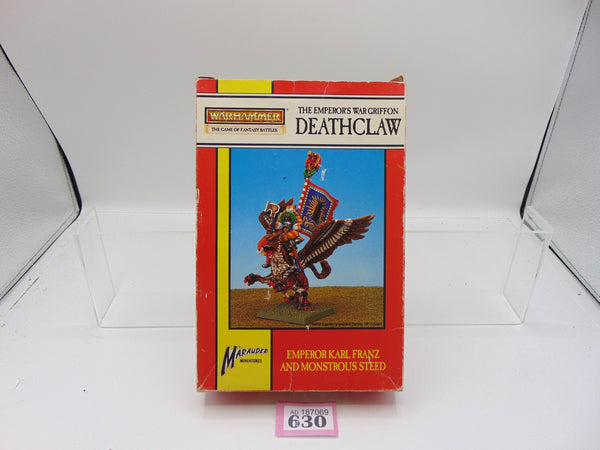 WARHAMMER
THE GAME OF FANTASY BATTLES
THE EMPEROR'S WAR GRIFFON
DEATHCLAW
MARAUDER
MINIATURES
EMPEROR KARL FRANZ
AND MONSTROUS STEED
AD 187069
630